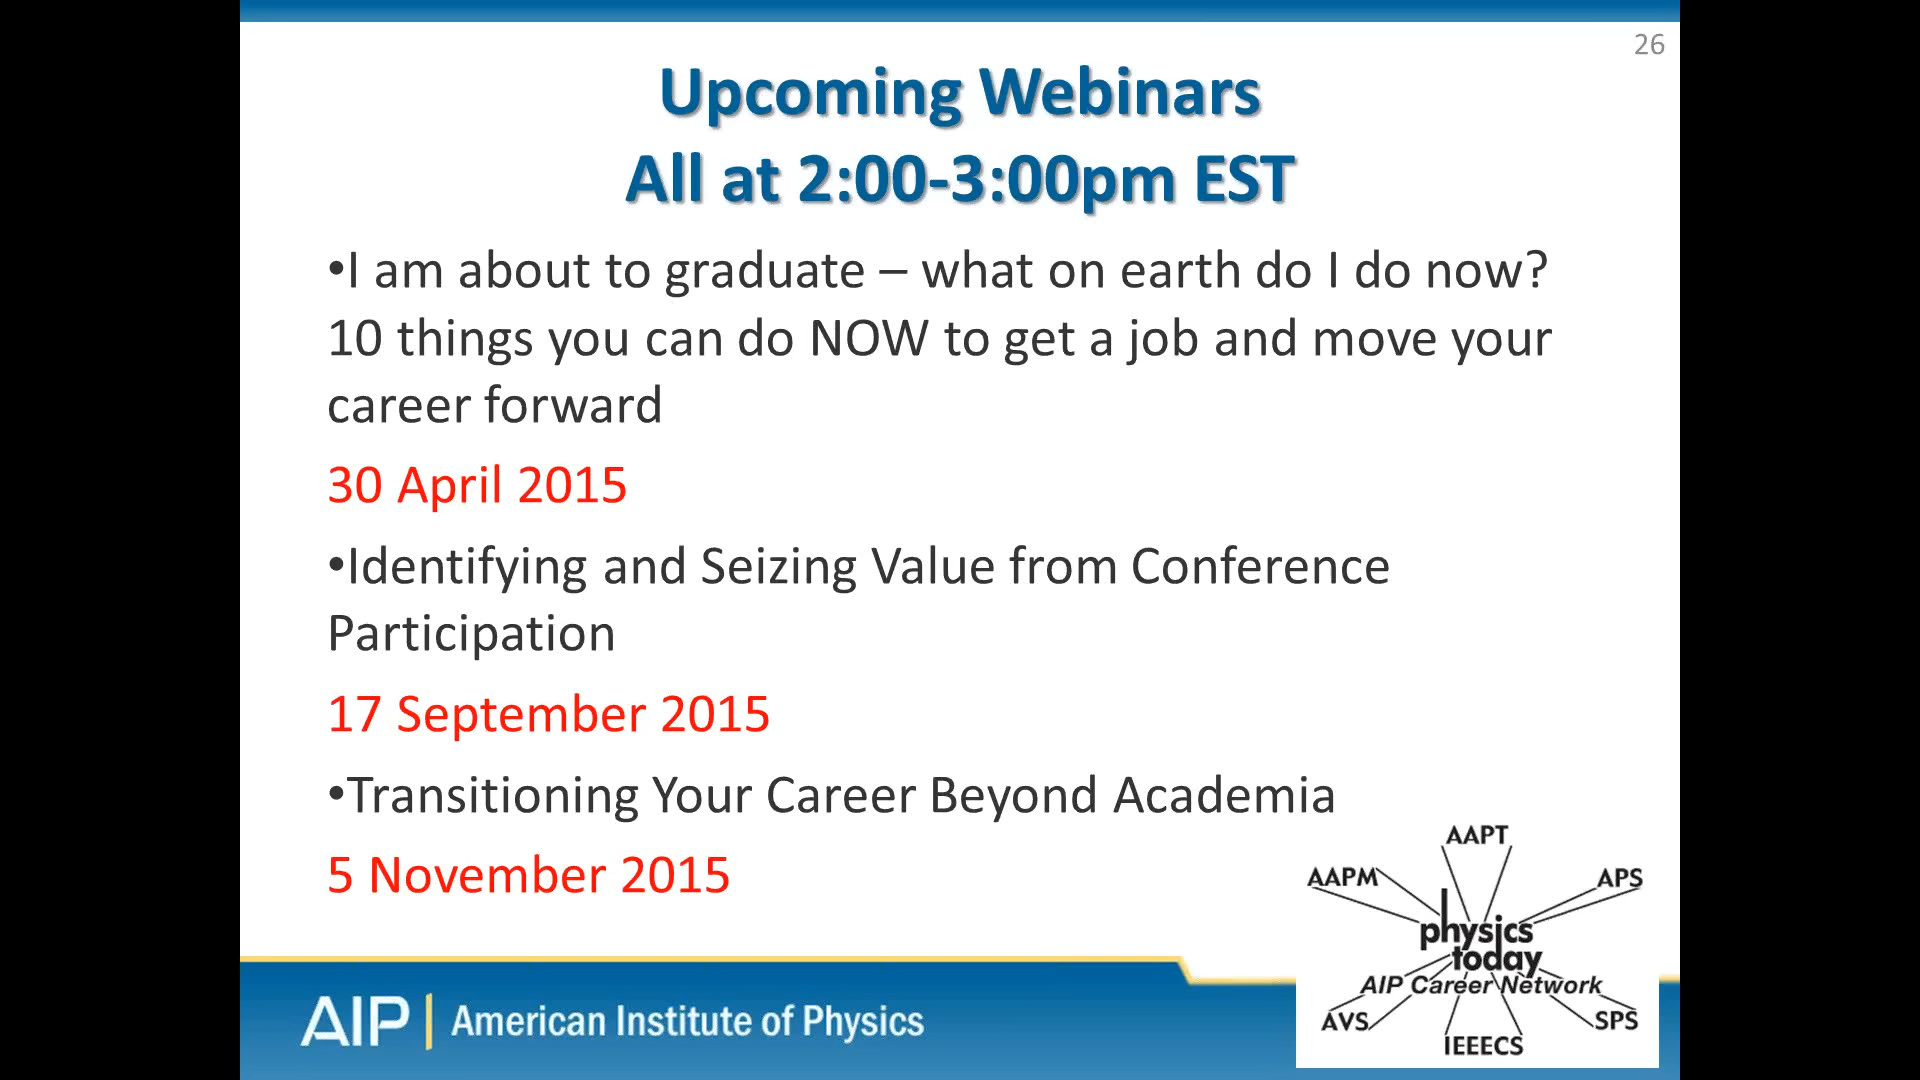 26
Upcoming Webinars
All at 2:00-3:00pm EST
•I am about to graduate – what on earth do I do now?
10 things you can do NOW to get a job and move your
career forward
30 April 2015
•Identifying and Seizing Value from Conference
Participation
17 September 2015
•Transitioning Your Career Beyond Academia
5 November 2015
AAPT
AAPM
APS
physics
today
AIP Career Network
AVS
SPS
IEEECS
AIP | American Institute of Physics